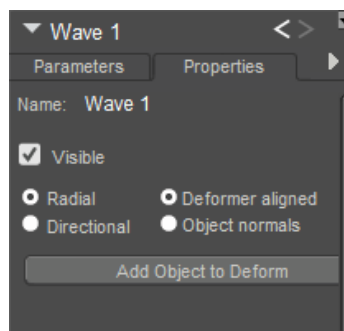 Wave 1
Parameters Properties
Name: Wave 1
Visible
Radial Deformer aligned
Directional Object normals
Add Object to Deform